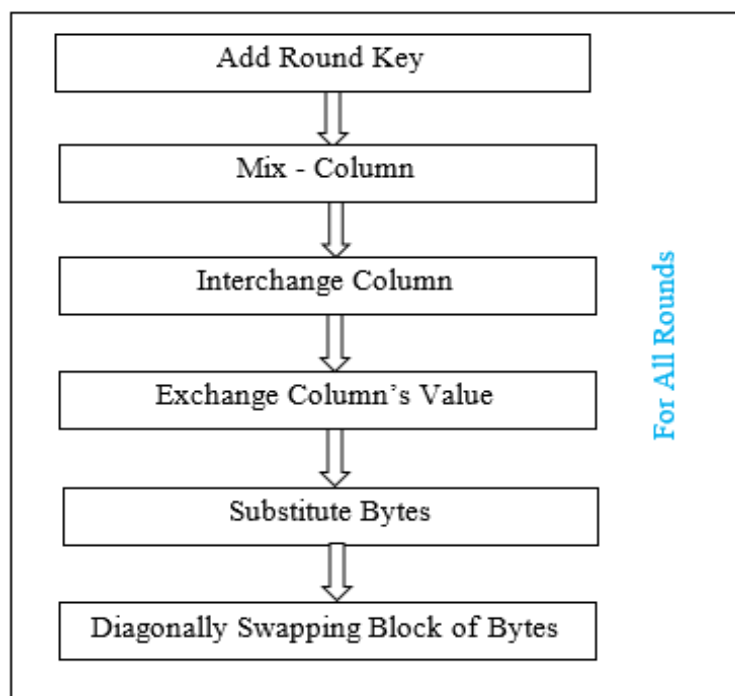 Add Round Key
Mix - Column
Interchange Column
Exchange Column's Value
Substitute Bytes
Diagonally Swapping Block of Bytes
For All Rounds